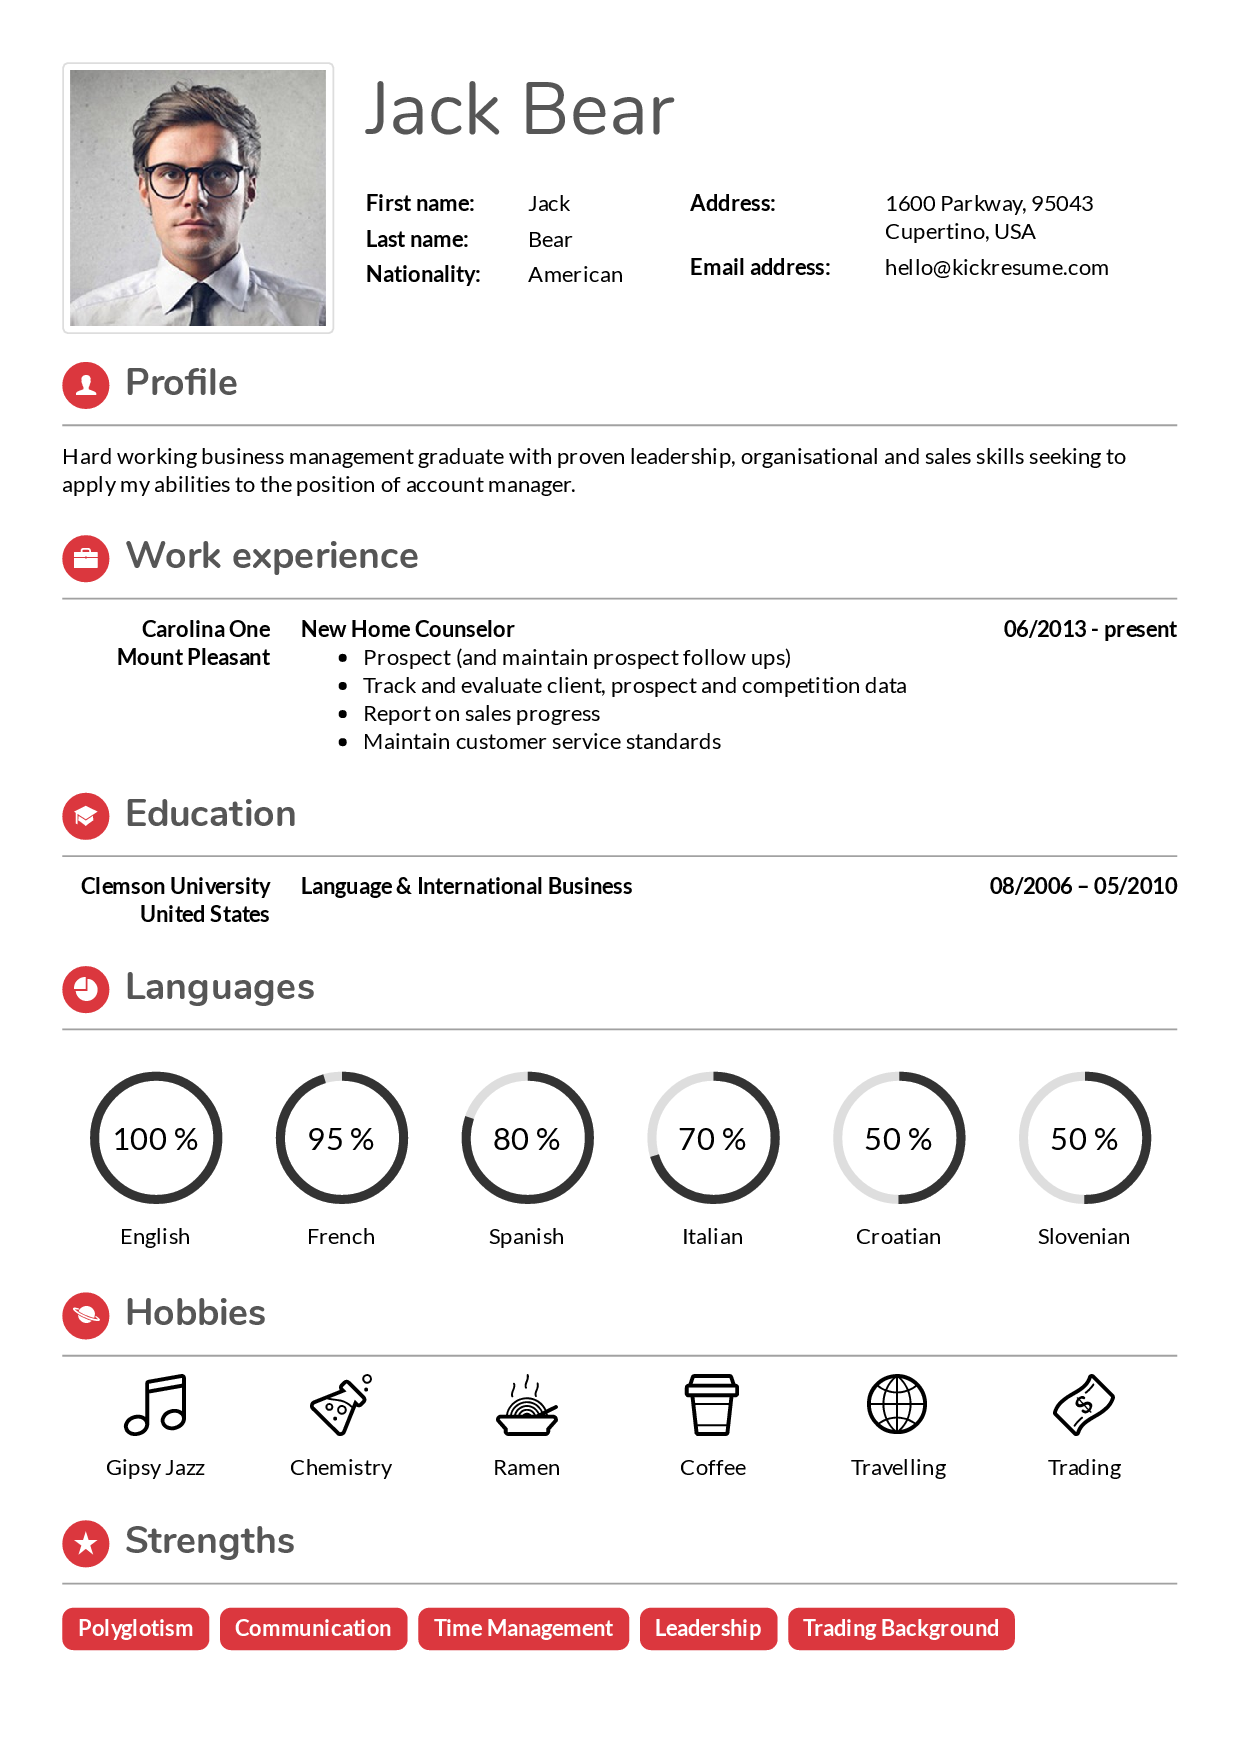 Jack Bear
First name: Jack
Last name: Bear
Nationality: American
Address: 1600 Parkway, 95043
Cupertino, USA
Email address: hello@kickresume.com
Profile
Hard working business management graduate with proven leadership, organisational and sales skills seeking to
apply my abilities to the position of account manager.
Work experience
Carolina One
Mount Pleasant
New Home Counselor
06/2013 - present
• Prospect (and maintain prospect follow ups)
• Track and evaluate client, prospect and competition data
• Report on sales progress
• Maintain customer service standards
Education
Clemson University
United States
Language & International Business
08/2006 – 05/2010
Languages
100 %
English
95 %
French
80 %
Spanish
70 %
Italian
50 %
Croatian
50 %
Slovenian
Hobbies
Gipsy Jazz
Chemistry
Ramen
Coffee
Travelling
$
Trading
Strengths
Polyglotism
Communication
Time Management
Leadership
Trading Background